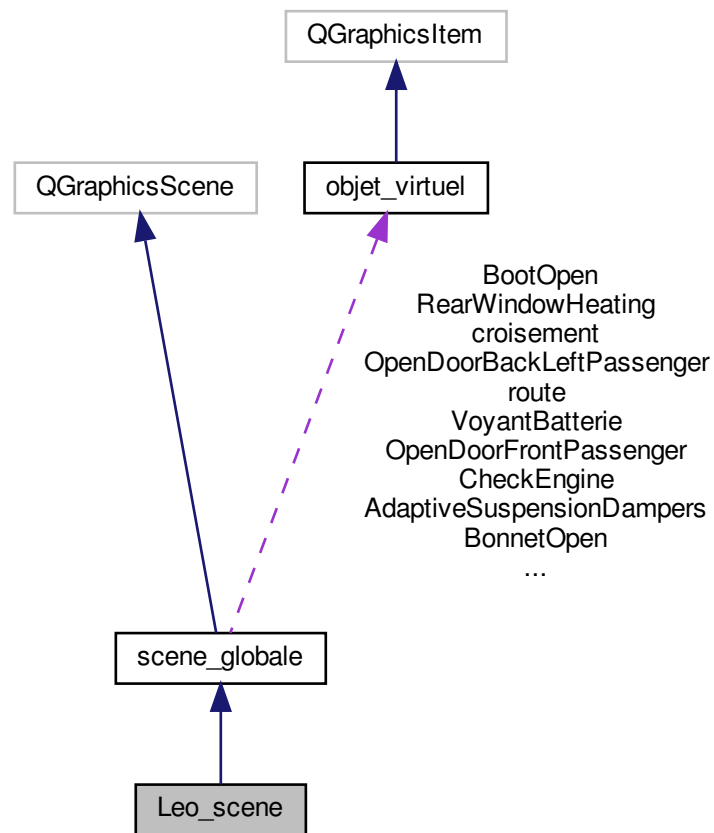 QGraphicsItem
QGraphicsScene
objet_virtuel
BootOpen
RearWindowHeating
croisement
OpenDoorBackLeftPassenger
route
VoyantBatterie
OpenDoorFrontPassenger
CheckEngine
AdaptiveSuspensionDampers
BonnetOpen
...
scene_globale
Leo_scene